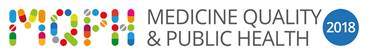 MQPH MEDICINE QUALITY
& PUBLIC HEALTH 2018